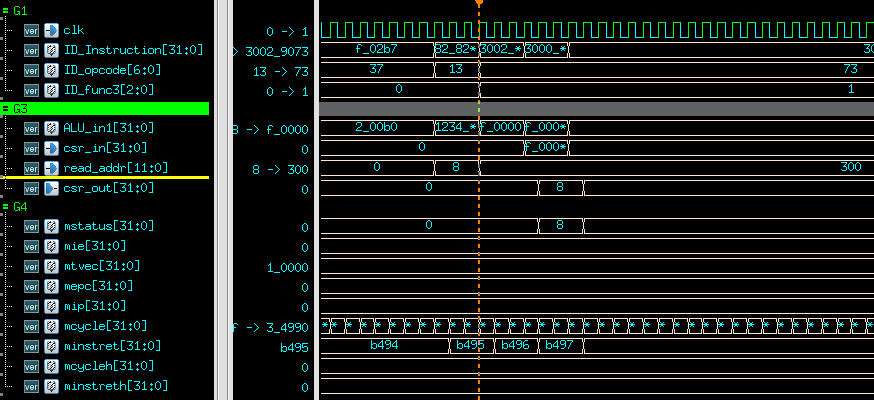 = G1
ver clk 0 -> 1
ver ID_Instruction[31:0] > 3002_9073 f_02b7 82_82* 3002_* 3000_* 30
ver ID_opcode[6:0] 13 -> 73 37 13 73
ver ID_func3[2:0] 0 -> 1 0 1
= G3
ver ALU_in1[31:0] 8 -> f_0000 2_00b0 1234_* f_0000 f_000*
ver csr_in[31:0] 0 0 f_000*
ver read_addr[11:0] 8 -> 300 0 8 300
ver csr_out[31:0] 0 0 8
= G4
ver mstatus[31:0] 0 0 8
ver mie[31:0] 0
ver mtvec[31:0] 1_0000
ver mepc[31:0] 0
ver mip[31:0] 0
ver mcycle[31:0] f -> 3_4990 * * * * * * * * * * * * * * * * * * * * * * * * * * * * * * * * * * * * *
ver minstret[31:0] b495 b494 b495 b496 b497
ver mcycleh[31:0] 0
ver minstreth[31:0] 0